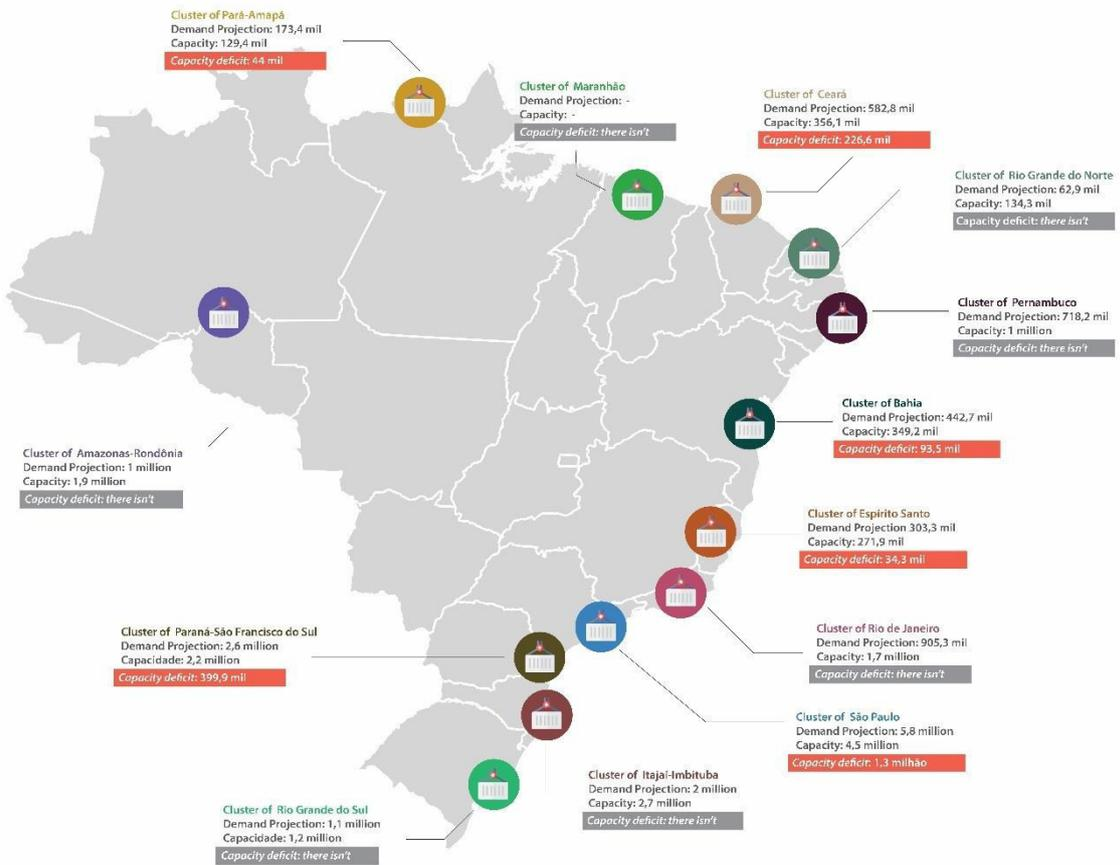 Cluster of Pará-Amapá
Demand Projection: 173,4 mil
Capacity: 129,4 mil
Capacity deficit: 44 mil
Cluster of Maranhão
Demand Projection: -
Capacity: -
Capacity deficit: there isn't
Cluster of Ceará
Demand Projection: 582,8 mil
Capacity: 356,1 mil
Capacity deficit: 226,6 mil
Cluster of Rio Grande do Norte
Demand Projection: 62,9 mil
Capacity: 134,3 mil
Capacity deficit: there isn't
Cluster of Pernambuco
Demand Projection: 718,2 mil
Capacity: 1 million
Capacity deficit: there isn't
Cluster of Bahia
Demand Projection: 442,7 mil
Capacity: 349,2 mil
Capacity deficit: 93,5 mil
Cluster of Amazonas-Rondônia
Demand Projection: 1 million
Capacity: 1,9 million
Capacity deficit: there isn't
Cluster of Espírito Santo
Demand Projection 303,3 mil
Capacity: 271,9 mil
Capacity deficit: 34,3 mil
Cluster of Paraná-São Francisco do Sul
Demand Projection: 2,6 million
Capacidade: 2,2 million
Capacity deficit: 399,9 mil
Cluster of Rio de Janeiro
Demand Projection: 905,3 mil
Capacity: 1,7 million
Capacity deficit: there isn't
Cluster of São Paulo
Demand Projection: 5,8 million
Capacity: 4,5 million
Capacity deficit: 1,3 milhão
Cluster of Itajaí-Imbituba
Demand Projection: 2 million
Capacity: 2,7 million
Capacity deficit: there isn't
Cluster of Rio Grande do Sul
Demand Projection: 1,1 million
Capacidade: 1,2 million
Capacity deficit: there isn't